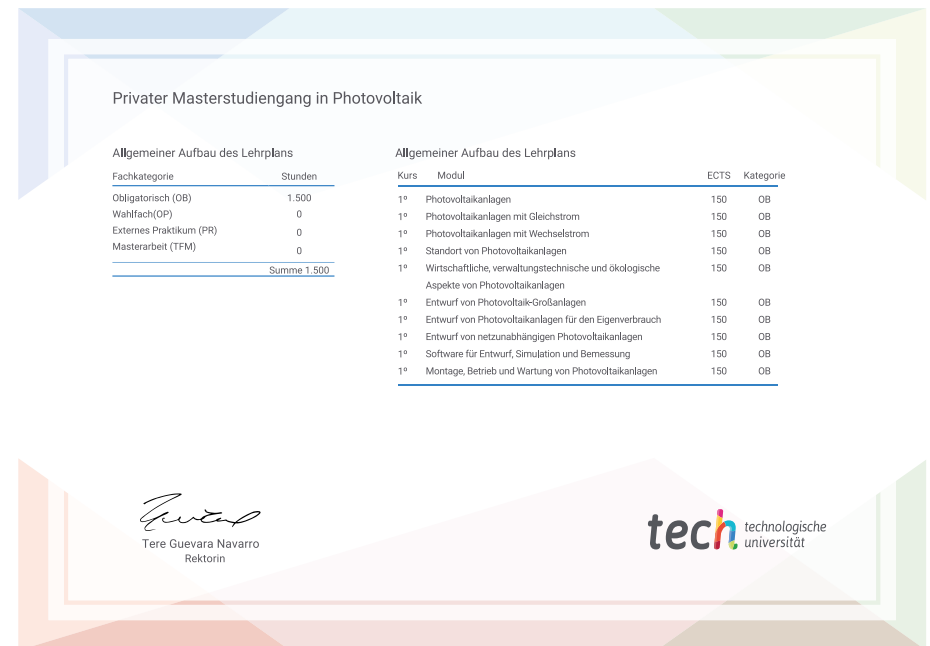 Privater Masterstudiengang in Photovoltaik
Allgemeiner Aufbau des Lehrplans
Fachkategorie Stunden
Obligatorisch (OB) 1.500
Wahlfach(OP) 0
Externes Praktikum (PR) 0
Masterarbeit (TFM) 0
Summe 1.500
Allgemeiner Aufbau des Lehrplans
Kurs Modul ECTS Kategorie
1º Photovoltaikanlagen 150 OB
1º Photovoltaikanlagen mit Gleichstrom 150 OB
1º Photovoltaikanlagen mit Wechselstrom 150 OB
1º Standort von Photovoltaikanlagen 150 OB
1º Wirtschaftliche, verwaltungstechnische und ökologische 150 OB
Aspekte von Photovoltaikanlagen
1º Entwurf von Photovoltaik-Großanlagen 150 OB
1º Entwurf von Photovoltaikanlagen für den Eigenverbrauch 150 OB
1º Entwurf von netzunabhängigen Photovoltaikanlagen 150 OB
1º Software für Entwurf, Simulation und Bemessung 150 OB
1º Montage, Betrieb und Wartung von Photovoltaikanlagen 150 OB
Tere Guevara Navarro
Rektorin
tech technologische
universität